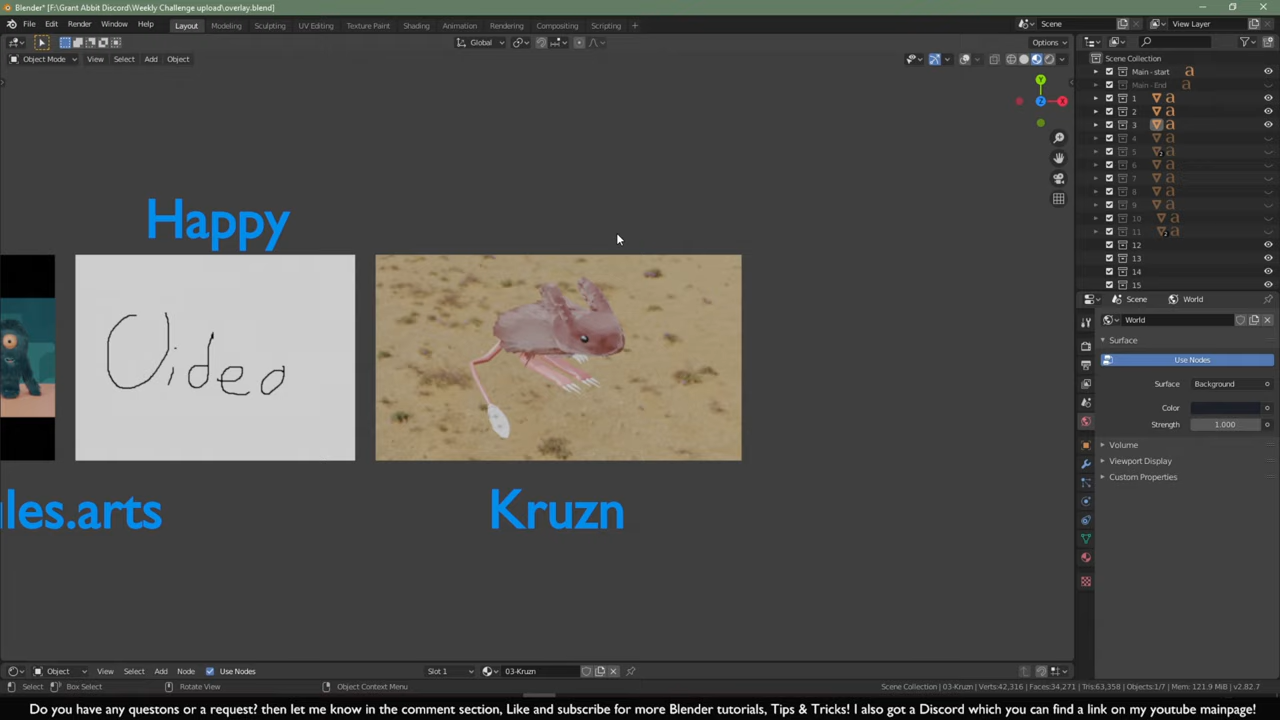 Blender* [F:\Grant Abbit Discord\Weekly Challenge upload\overlay.blend]
File Edit Render Window Help Layout Modeling Sculpting UV Editing Texture Paint Shading Animation Rendering Compositing Scripting + Scene View Layer
Global Options
Object Mode View Select Add Object
Scene Collection
Main - start
Main - End
1
2
3
4
5
6
7
8
9
10
11
12
13
14
15
Y
X
Z
Happy
Video
Kruzn
les.arts
Scene World
World
Surface
Use Nodes
Surface Background
Color
Strength 1.000
Volume
Viewport Display
Custom Properties
Object View Select Add Node Use Nodes Slot 1 03-Kruzn
Select Box Select Rotate View Object Context Menu Scene Collection | 03-Kruzn | Verts:42,316 | Faces:34,271 | Tris:63,358 | Objects:1/7 | Mem: 121.9 MiB | v2.82.7
Do you have any questons or a request? then let me know in the comment section, Like and subscribe for more Blender tutorials, Tips & Tricks! I also got a Discord which you can find a link on my youtube mainpage!